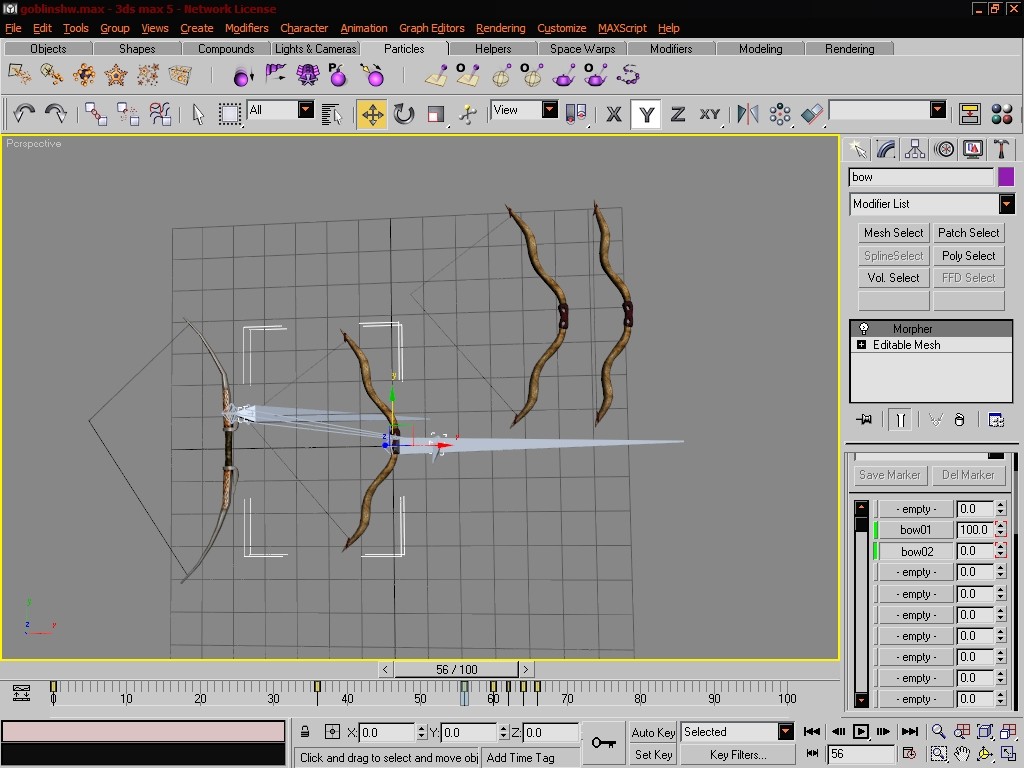 goblinshw.max - 3ds max 5 - Network License
File Edit Tools Group Views Create Modifiers Character Animation Graph Editors Rendering Customize MAXScript Help
Objects Shapes Compounds Lights & Cameras Particles Helpers Space Warps Modifiers Modeling Rendering
All View X Y Z XY
Perspective
bow
Modifier List
Mesh Select Patch Select
SplineSelect Poly Select
Vol. Select FFD Select
Morpher
Editable Mesh
Save Marker Del Marker
- empty - 0.0
bow01 100.0
bow02 0.0
- empty - 0.0
- empty - 0.0
- empty - 0.0
- empty - 0.0
- empty - 0.0
- empty - 0.0
- empty - 0.0
y
z
x
y
z
x
< 56 / 100 >
0 10 20 30 40 50 60 70 80 90 100
X: 0.0 Y: 0.0 Z: 0.0
Auto Key Selected
Click and drag to select and move obj Add Time Tag
Set Key Key Filters...
56